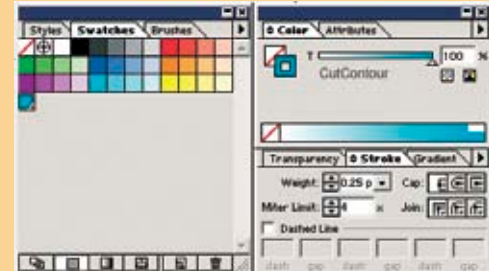 Styles Swatches Brushes
Color Attributes
T 100 %
CutContour
Transparency Stroke Gradient
Weight: 0.25 p Cap:
Miter Limit: 4 x Join:
Dashed Line
dash gap dash gap dash gap